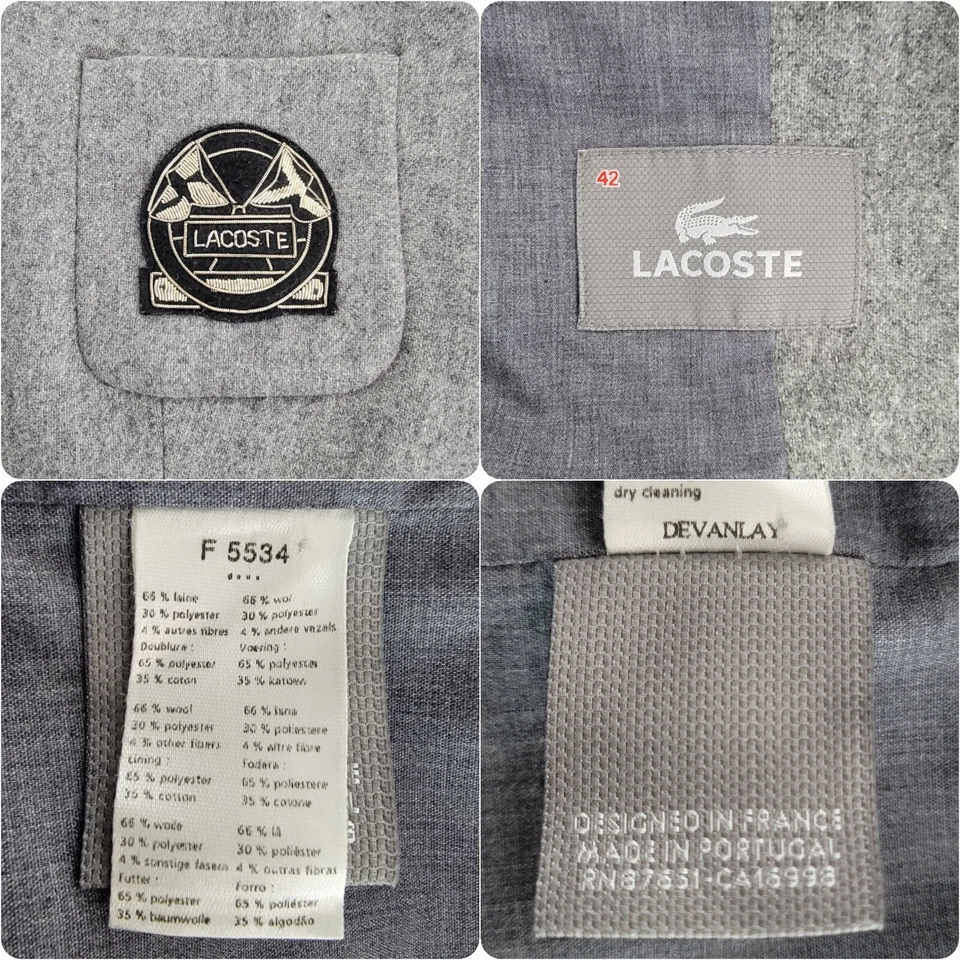 LACOSTE
42
LACOSTE
F 5534
deux
66 % laine
30 % polyester
4 % autres fibres
Doublure :
65 % polyester
35 % coton
66 % wol
30 % polyester
4 % andere vezels
Voering :
65 % polyester
35 % katoen
66 % wool
30 % polyester
4 % other fibers
Lining :
65 % polyester
35 % cotton
66 % lana
30 % poliestere
4 % altre fibre
Fodera :
65 % poliestere
35 % cotone
66 % wolle
30 % polyester
4 % sonstige fasern
Futter :
65 % polyester
35 % baumwolle
66 % lã
30 % poliéster
4 % outras fibras
Forro :
65 % poliéster
35 % algodão
dry cleaning
DEVANLAY
DESIGNED IN FRANCE
MADE IN PORTUGAL
RN87651-CA16998